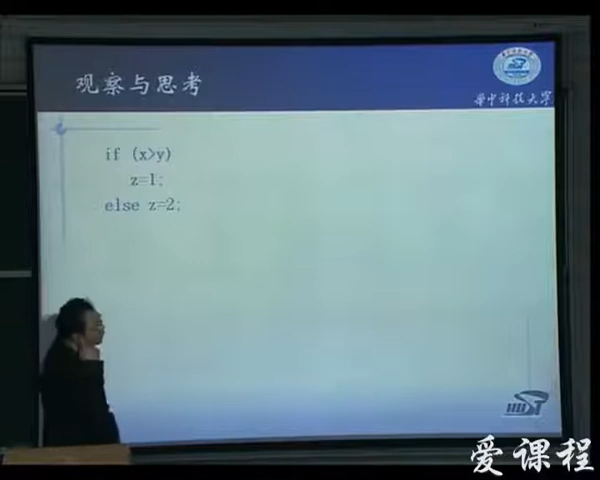 观察与思考
华中科技大学
if (x>y)
z=1;
else z=2;
爱课程